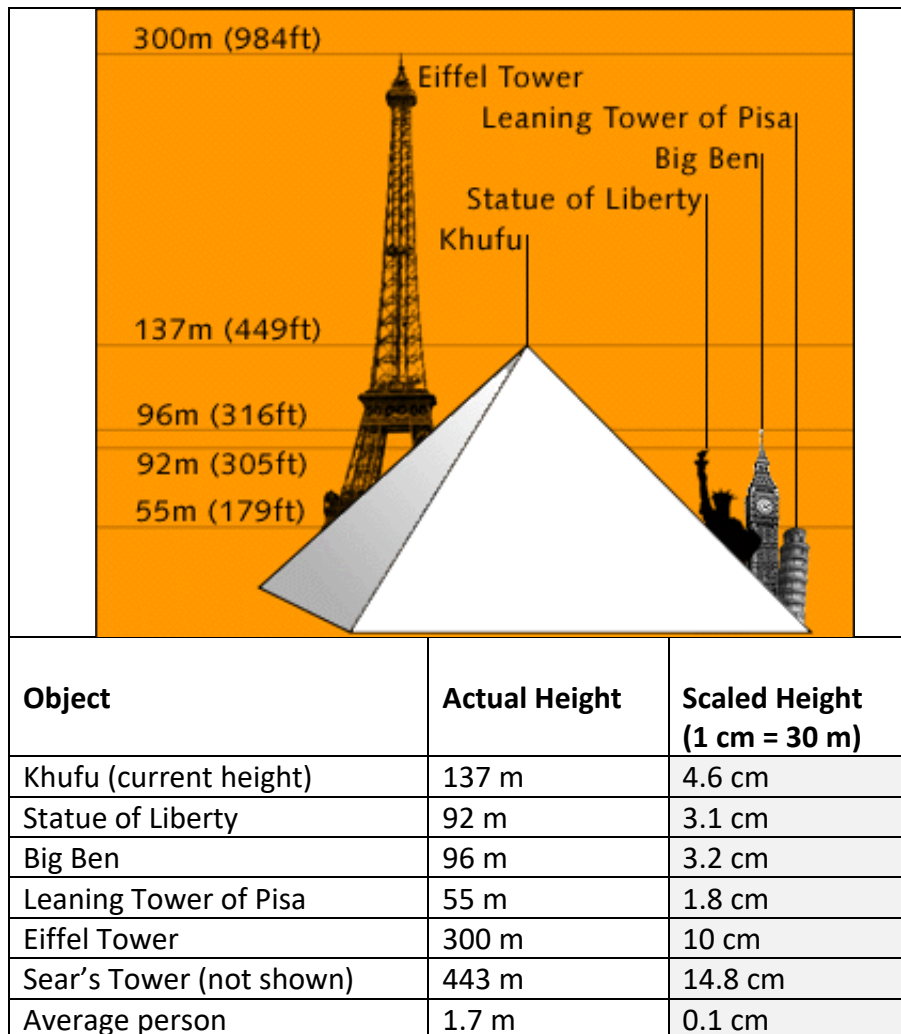 300m (984ft)
Eiffel Tower
Leaning Tower of Pisa
Big Ben
Statue of Liberty
Khufu
137m (449ft)
96m (316ft)
92m (305ft)
55m (179ft)
Object Actual Height Scaled Height
(1 cm = 30 m)
Khufu (current height) 137 m 4.6 cm
Statue of Liberty 92 m 3.1 cm
Big Ben 96 m 3.2 cm
Leaning Tower of Pisa 55 m 1.8 cm
Eiffel Tower 300 m 10 cm
Sear’s Tower (not shown) 443 m 14.8 cm
Average person 1.7 m 0.1 cm